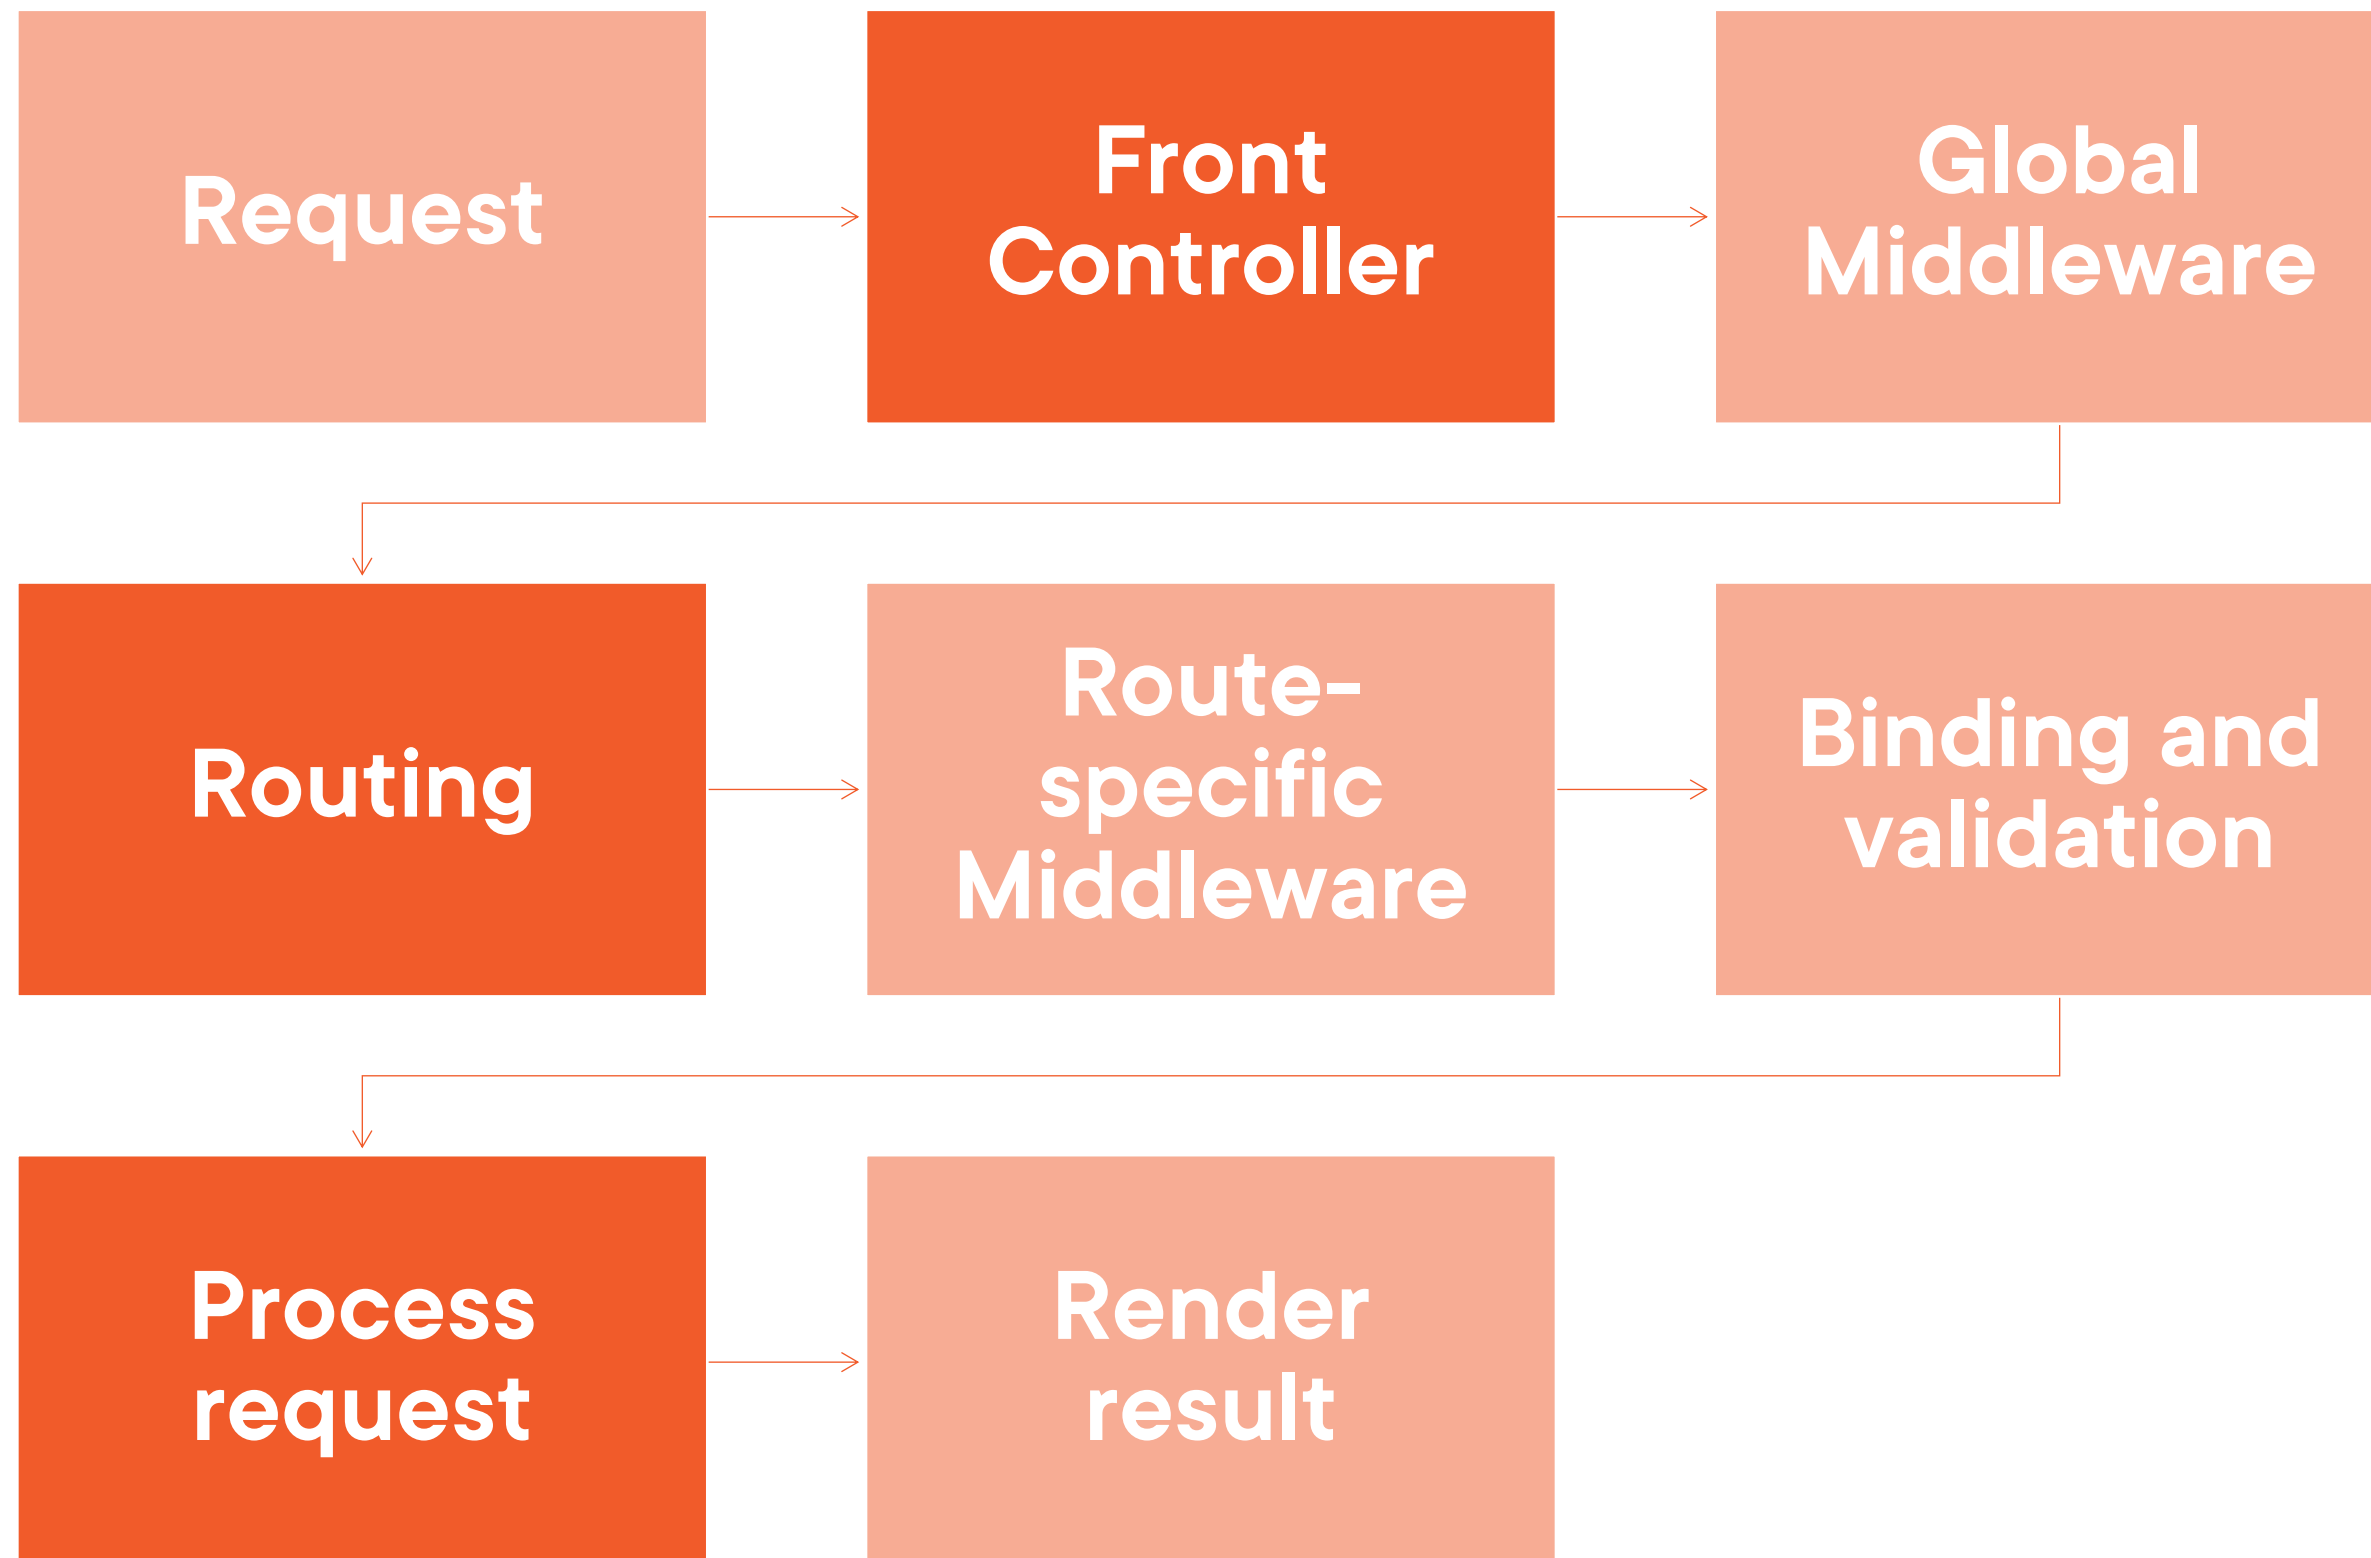 Request
Front
Controller
Global
Middleware
Routing
Route-
specific
Middleware
Binding and
validation
Process
request
Render
result